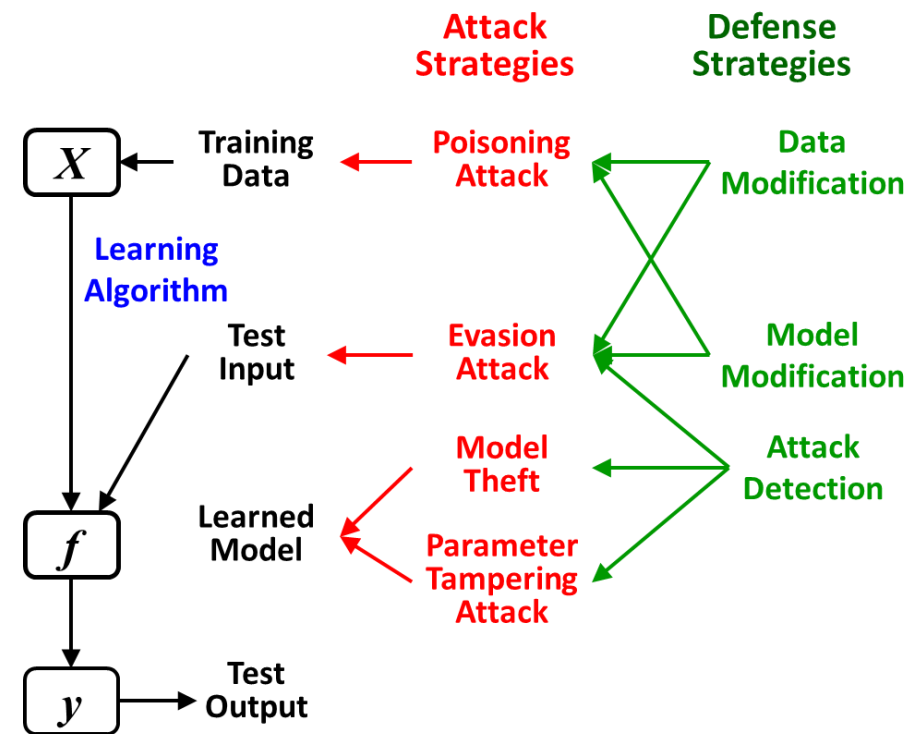 Attack
Strategies
Defense
Strategies
X
Training
Data
Poisoning
Attack
Data
Modification
Learning
Algorithm
Test
Input
Evasion
Attack
Model
Modification
Model
Theft
Attack
Detection
f
Learned
Model
Parameter
Tampering
Attack
y
Test
Output